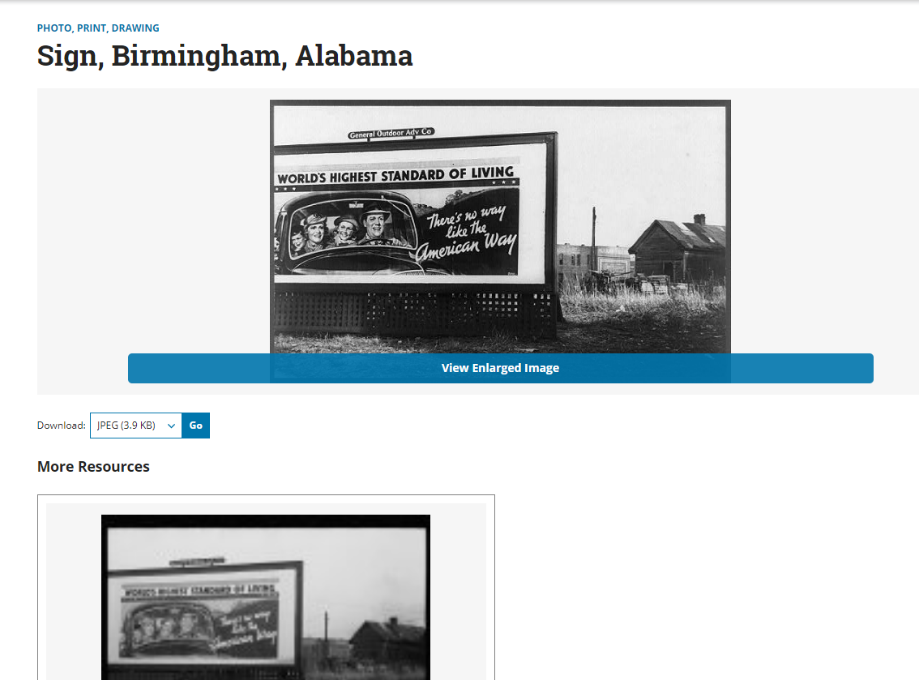 PHOTO, PRINT, DRAWING
Sign, Birmingham, Alabama
General Outdoor Adv Co
WORLD'S HIGHEST STANDARD OF LIVING
There's no way
like the
American Way
View Enlarged Image
Download: JPEG (3.9 KB) Go
More Resources
WORLD'S HIGHEST STANDARD OF LIVING
There's no way
like the
American Way